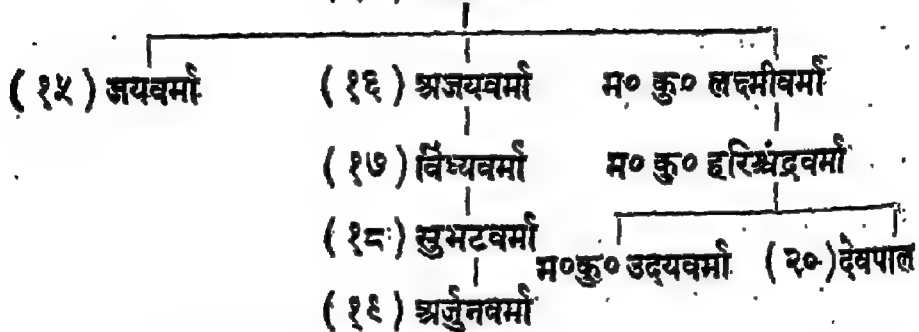 (१५) जयवर्मा (१६) अजयवर्मा म० कु० लक्ष्मीवर्मा
(१७) विंध्यवर्मा म० कु० हरिश्चंद्रवर्मा
(१८) सुभटवर्मा म०कु० उदयवर्मा (२०) देवपाल
(१९) अर्जुनवर्मा